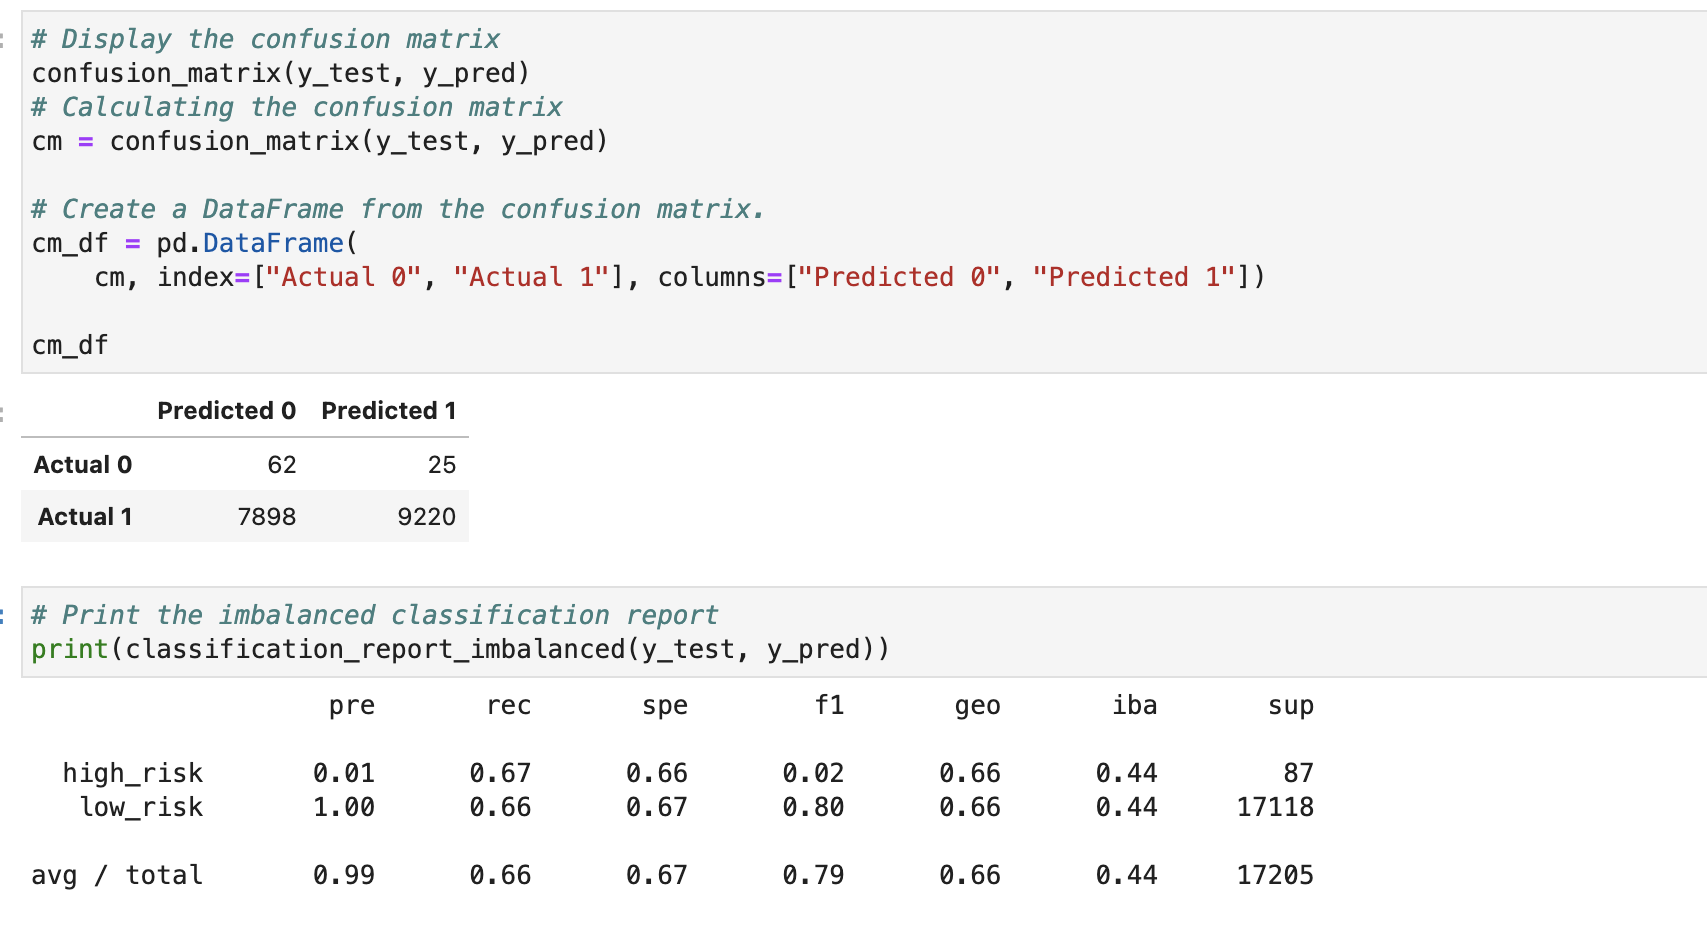 # Display the confusion matrix
confusion_matrix(y_test, y_pred)
# Calculating the confusion matrix
cm = confusion_matrix(y_test, y_pred)
# Create a DataFrame from the confusion matrix.
cm_df = pd.DataFrame(
    cm, index=["Actual 0", "Actual 1"], columns=["Predicted 0", "Predicted 1"])
cm_df
Predicted 0 Predicted 1
Actual 0 62 25
Actual 1 7898 9220
# Print the imbalanced classification report
print(classification_report_imbalanced(y_test, y_pred))
pre rec spe f1 geo iba sup
high_risk 0.01 0.67 0.66 0.02 0.66 0.44 87
low_risk 1.00 0.66 0.67 0.80 0.66 0.44 17118
avg / total 0.99 0.66 0.67 0.79 0.66 0.44 17205